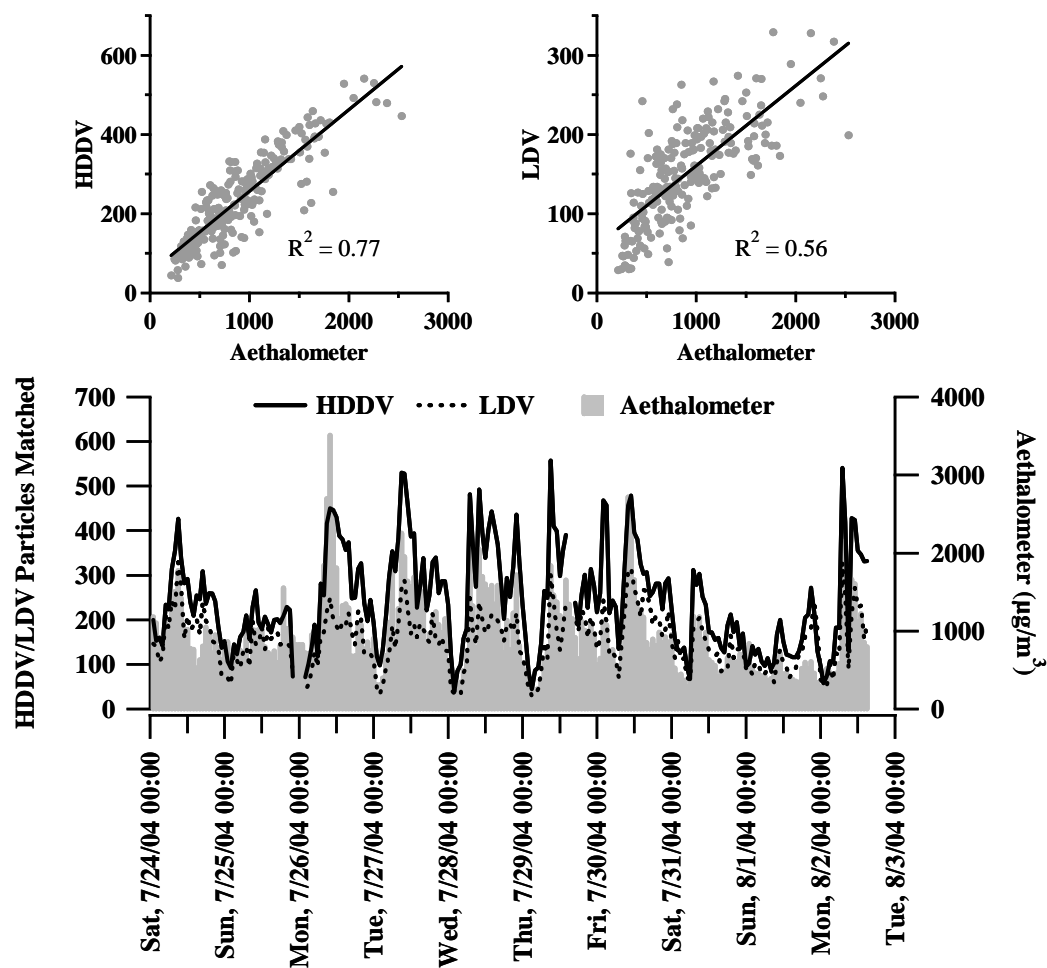 600
400
200
0
HDDV
R² = 0.77
0 1000 2000 3000
Aethalometer
300
200
100
0
LDV
R² = 0.56
0 1000 2000 3000
Aethalometer
HDDV LDV Aethalometer
700
600
500
400
300
200
100
0
HDDV/LDV Particles Matched
4000
3000
2000
1000
0
Aethalometer (µg/m³)
Sat, 7/24/04 00:00
Sun, 7/25/04 00:00
Mon, 7/26/04 00:00
Tue, 7/27/04 00:00
Wed, 7/28/04 00:00
Thu, 7/29/04 00:00
Fri, 7/30/04 00:00
Sat, 7/31/04 00:00
Sun, 8/1/04 00:00
Mon, 8/2/04 00:00
Tue, 8/3/04 00:00